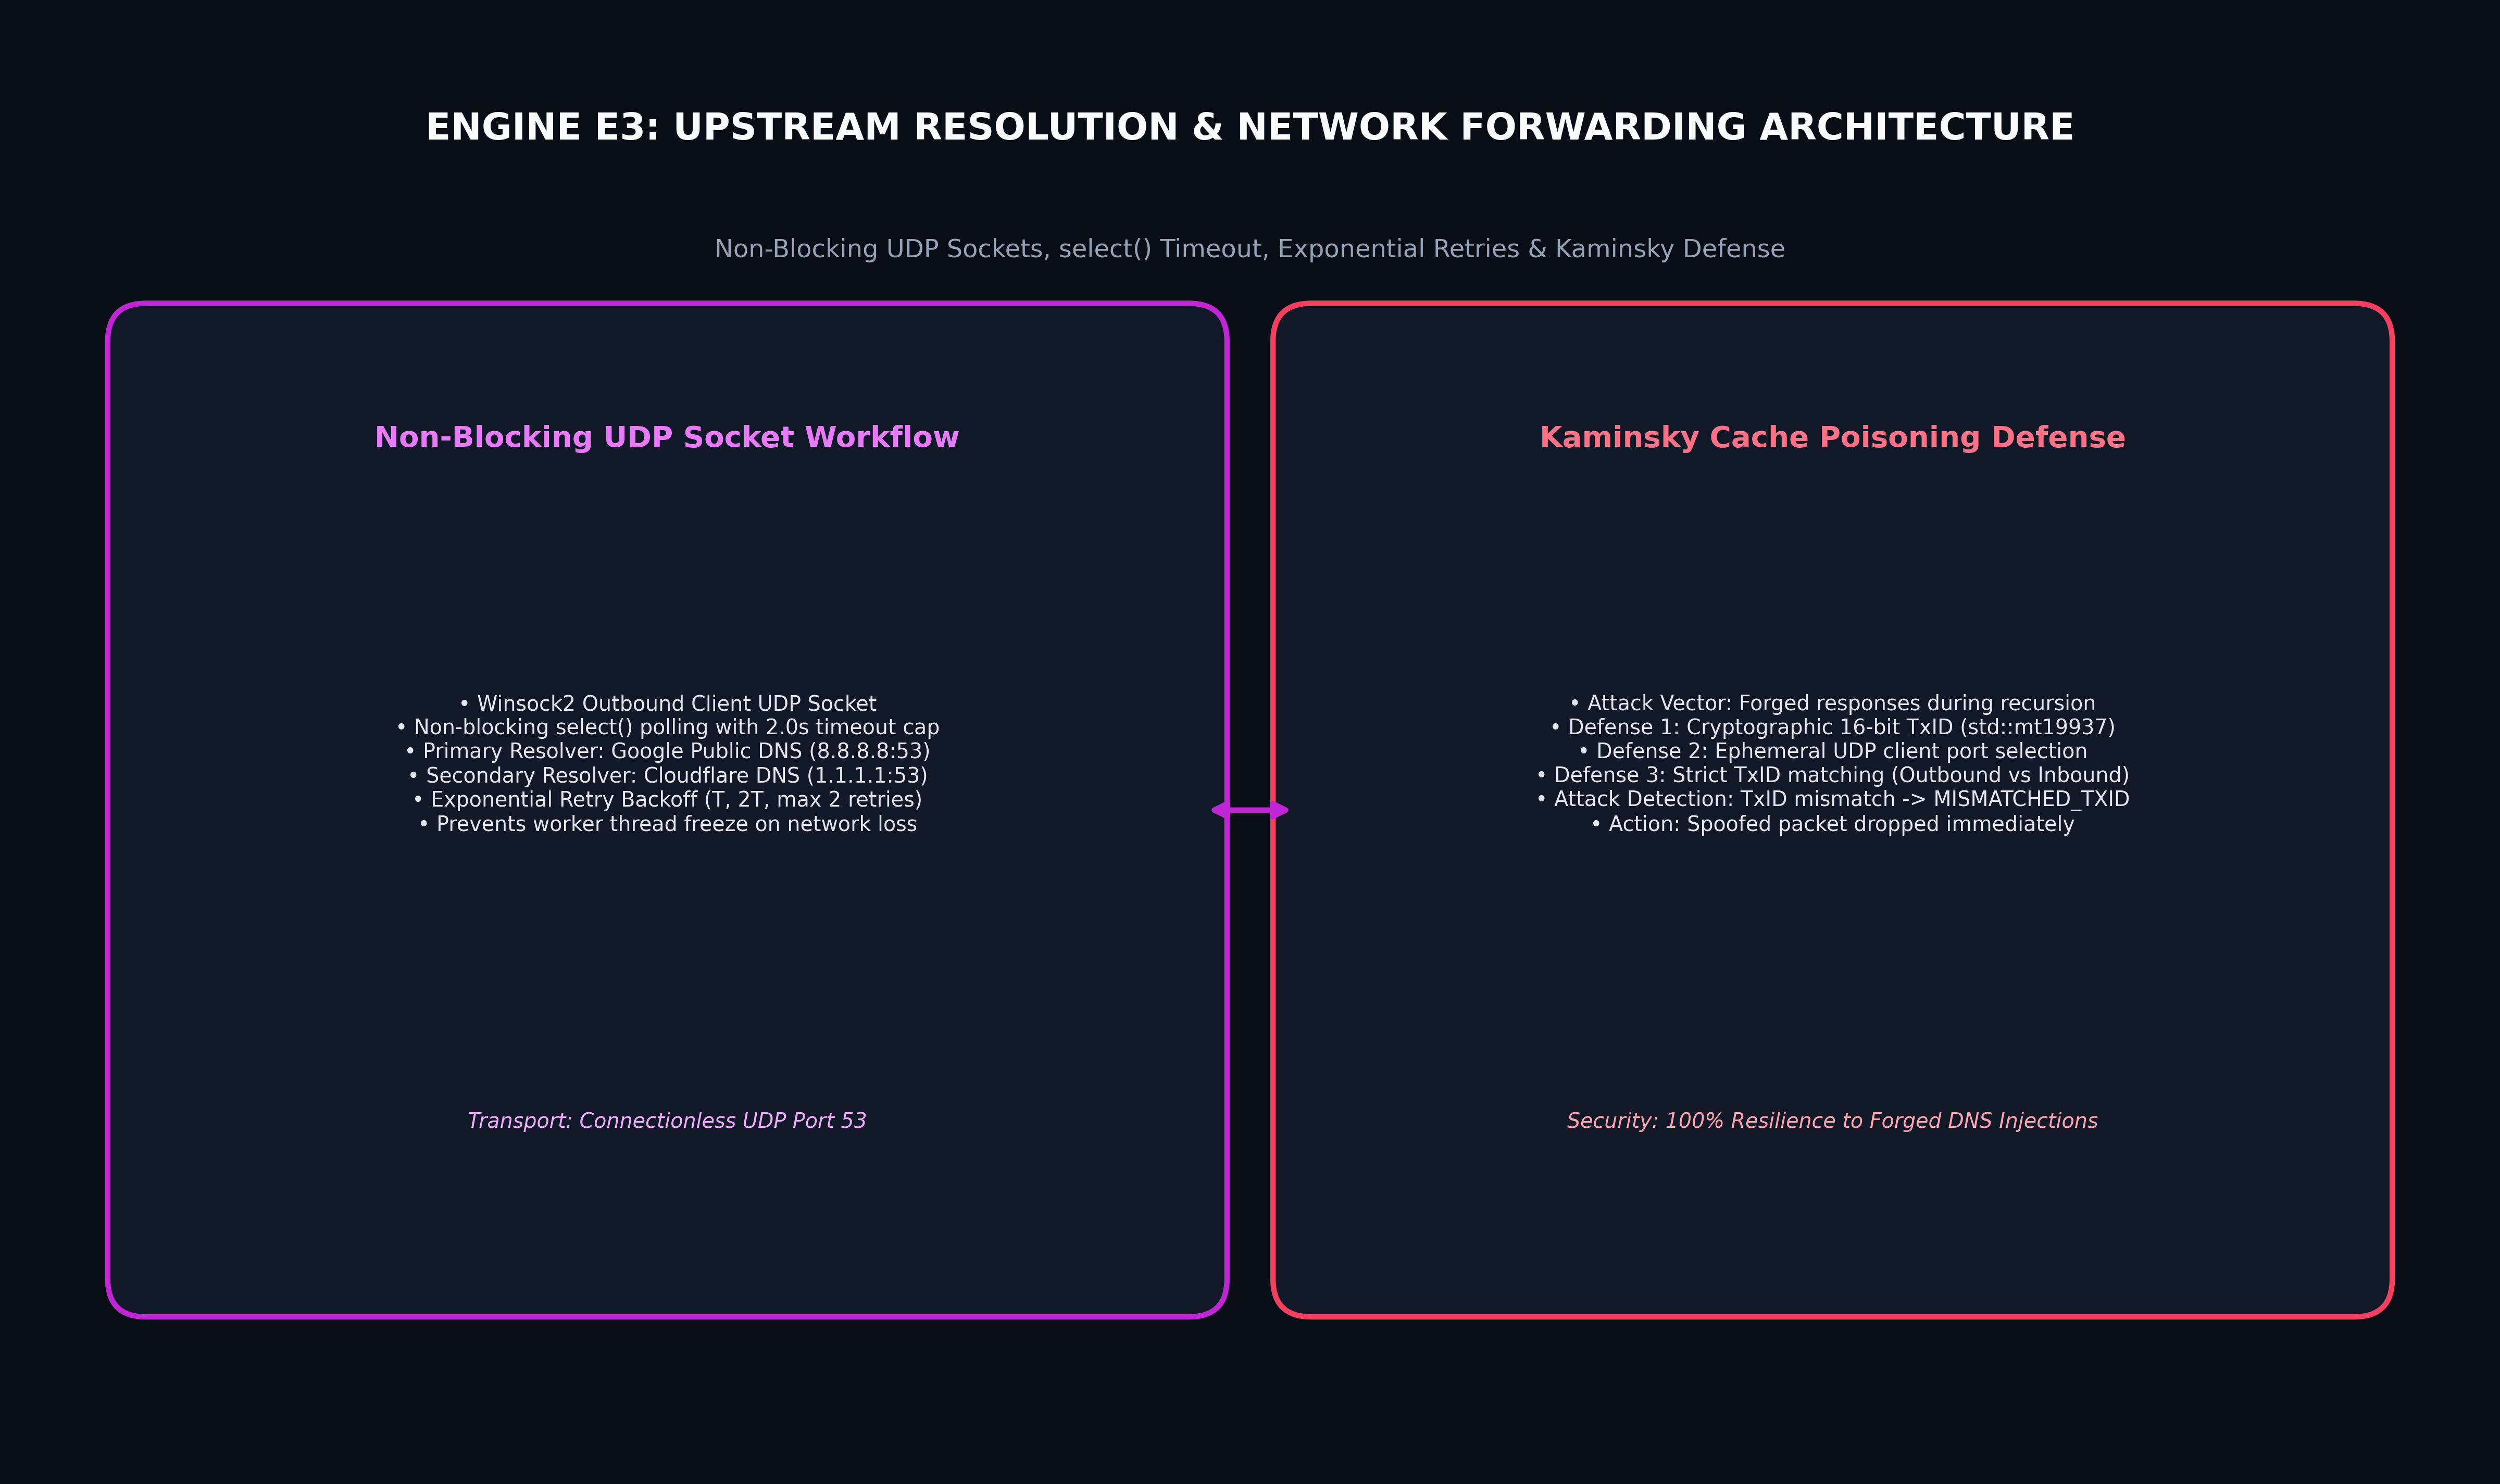 ENGINE E3: UPSTREAM RESOLUTION & NETWORK FORWARDING ARCHITECTURE
Non-Blocking UDP Sockets, select() Timeout, Exponential Retries & Kaminsky Defense
Non-Blocking UDP Socket Workflow
• Winsock2 Outbound Client UDP Socket
• Non-blocking select() polling with 2.0s timeout cap
• Primary Resolver: Google Public DNS (8.8.8.8:53)
• Secondary Resolver: Cloudflare DNS (1.1.1.1:53)
• Exponential Retry Backoff (T, 2T, max 2 retries)
• Prevents worker thread freeze on network loss
Transport: Connectionless UDP Port 53
Kaminsky Cache Poisoning Defense
• Attack Vector: Forged responses during recursion
• Defense 1: Cryptographic 16-bit TxID (std::mt19937)
• Defense 2: Ephemeral UDP client port selection
• Defense 3: Strict TxID matching (Outbound vs Inbound)
• Attack Detection: TxID mismatch -> MISMATCHED_TXID
• Action: Spoofed packet dropped immediately
Security: 100% Resilience to Forged DNS Injections